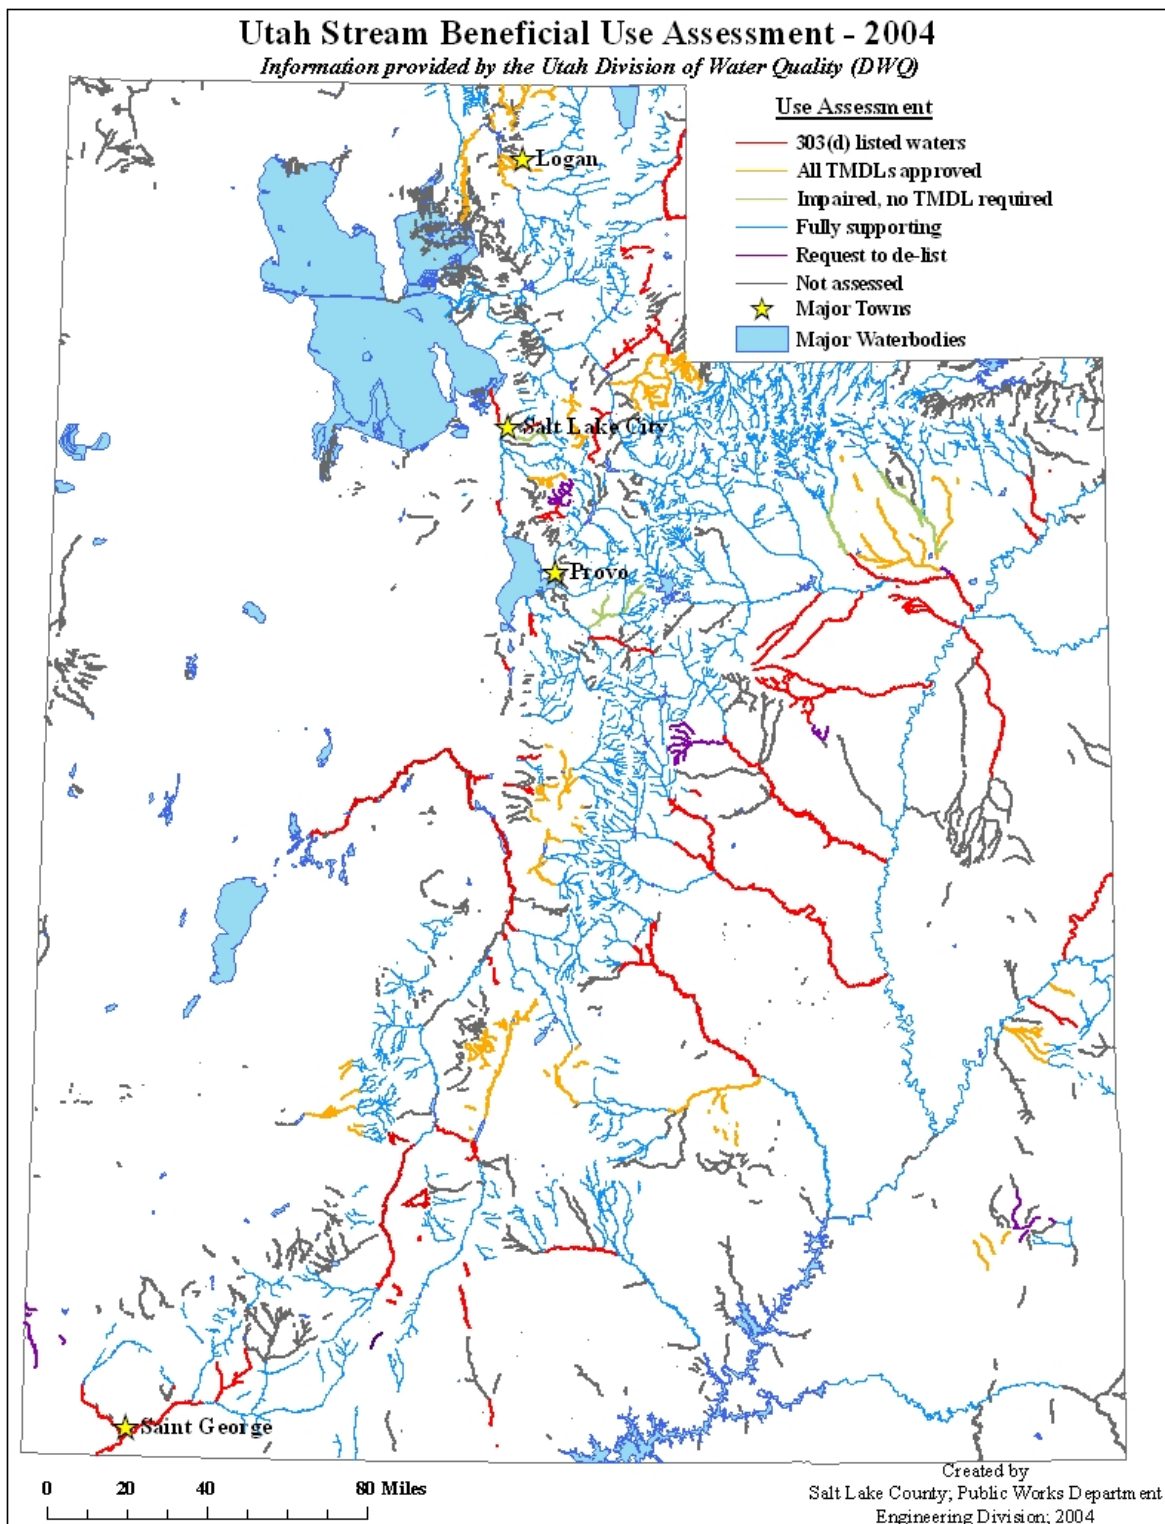 Utah Stream Beneficial Use Assessment - 2004
Information provided by the Utah Division of Water Quality (DWQ)
Use Assessment
303(d) listed waters
All TMDLs approved
Impaired, no TMDL required
Fully supporting
Request to de-list
Not assessed
Major Towns
Major Waterbodies
Logan
Salt Lake City
Provo
Saint George
0 20 40 80 Miles
Created by
Salt Lake County; Public Works Department
Engineering Division; 2004